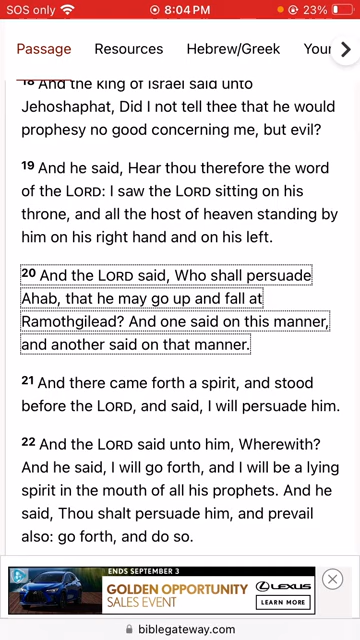 SOS only 8:04PM 23%
Passage Resources Hebrew/Greek Your
18 And the king of Israel said unto
Jehoshaphat, Did I not tell thee that he would
prophesy no good concerning me, but evil?
19 And he said, Hear thou therefore the word
of the LORD: I saw the LORD sitting on his
throne, and all the host of heaven standing by
him on his right hand and on his left.
20 And the LORD said, Who shall persuade
Ahab, that he may go up and fall at
Ramothgilead? And one said on this manner,
and another said on that manner.
21 And there came forth a spirit, and stood
before the LORD, and said, I will persuade him.
22 And the LORD said unto him, Wherewith?
And he said, I will go forth, and I will be a lying
spirit in the mouth of all his prophets. And he
said, Thou shalt persuade him, and prevail
also: go forth, and do so.
ENDS SEPTEMBER 3
GOLDEN OPPORTUNITY
SALES EVENT
LEXUS
LEARN MORE
biblegateway.com